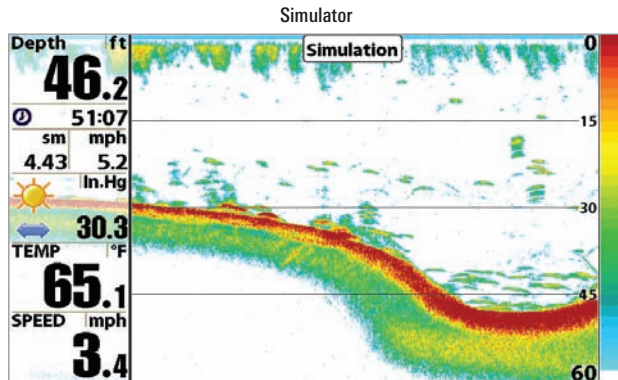 Simulator
Depth ft
46.2
51:07
sm mph
4.43 5.2
In.Hg
30.3
TEMP °F
65.1
SPEED mph
3.4
Simulation
0
15
30
45
60